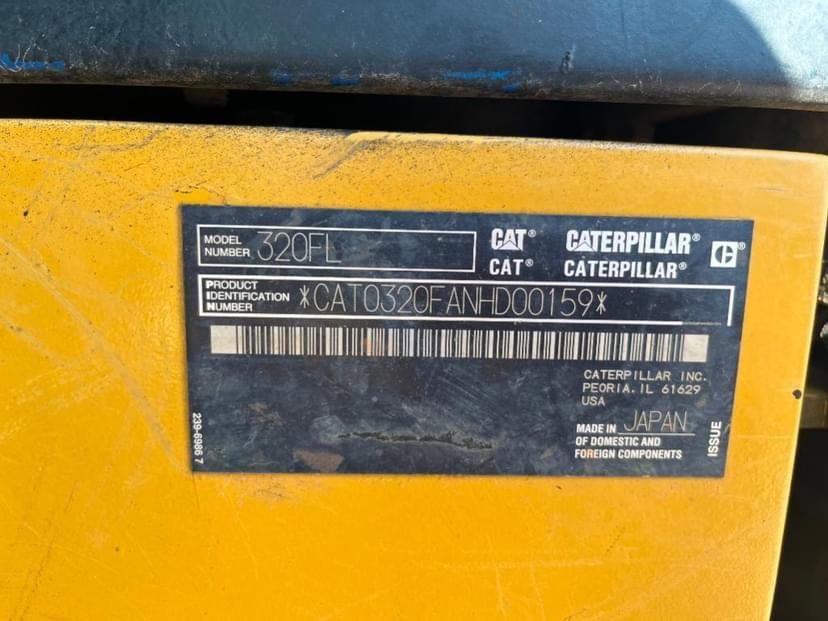 MODEL NUMBER 320FL
CAT® CATERPILLAR® C®
CAT® CATERPILLAR®
PRODUCT IDENTIFICATION NUMBER *CAT0320FANHD00159*
CATERPILLAR INC.
PEORIA, IL 61629
USA
MADE IN JAPAN
OF DOMESTIC AND
FOREIGN COMPONENTS
ISSUE
239-6986 7